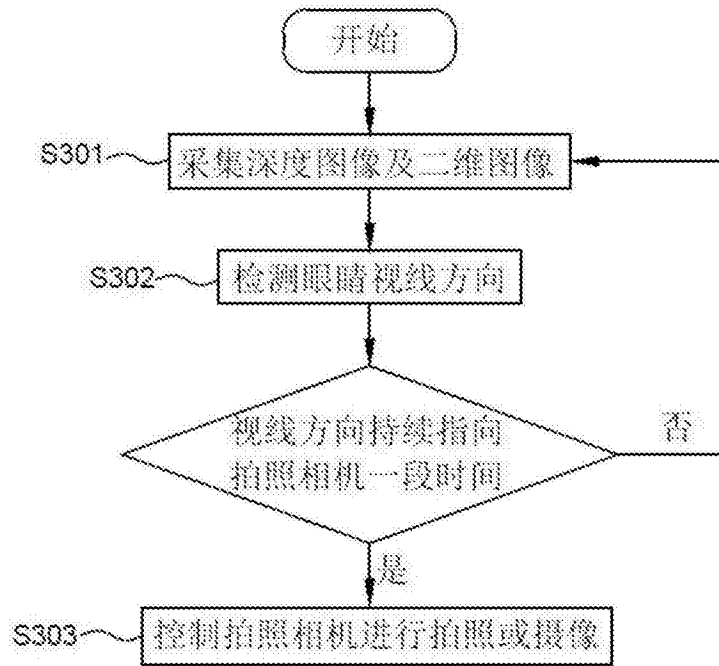 开始
S301
采集深度图像及二维图像
S302
检测眼睛视线方向
视线方向持续指向
拍照相机一段时间
否
是
S303
控制拍照相机进行拍照或摄像